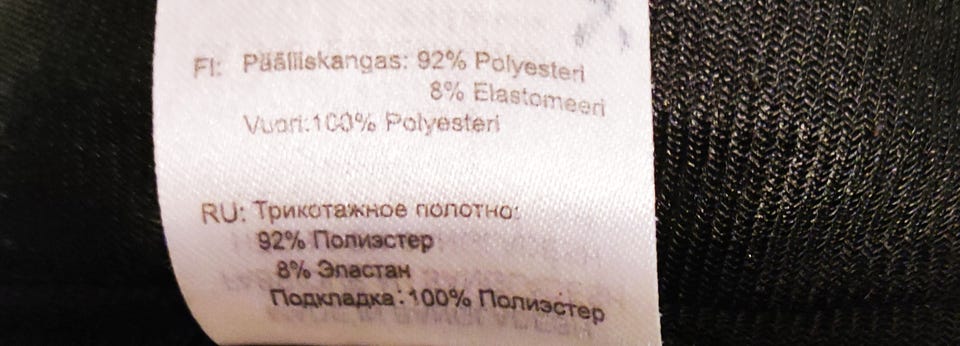 FI: Päälliskangas: 92% Polyesteri
8% Elastomeeri
Vuori:100% Polyesteri
RU: Трикотажное полотно:
92% Полиэстер
8% Эластан
Подкладка: 100% Полиэстер